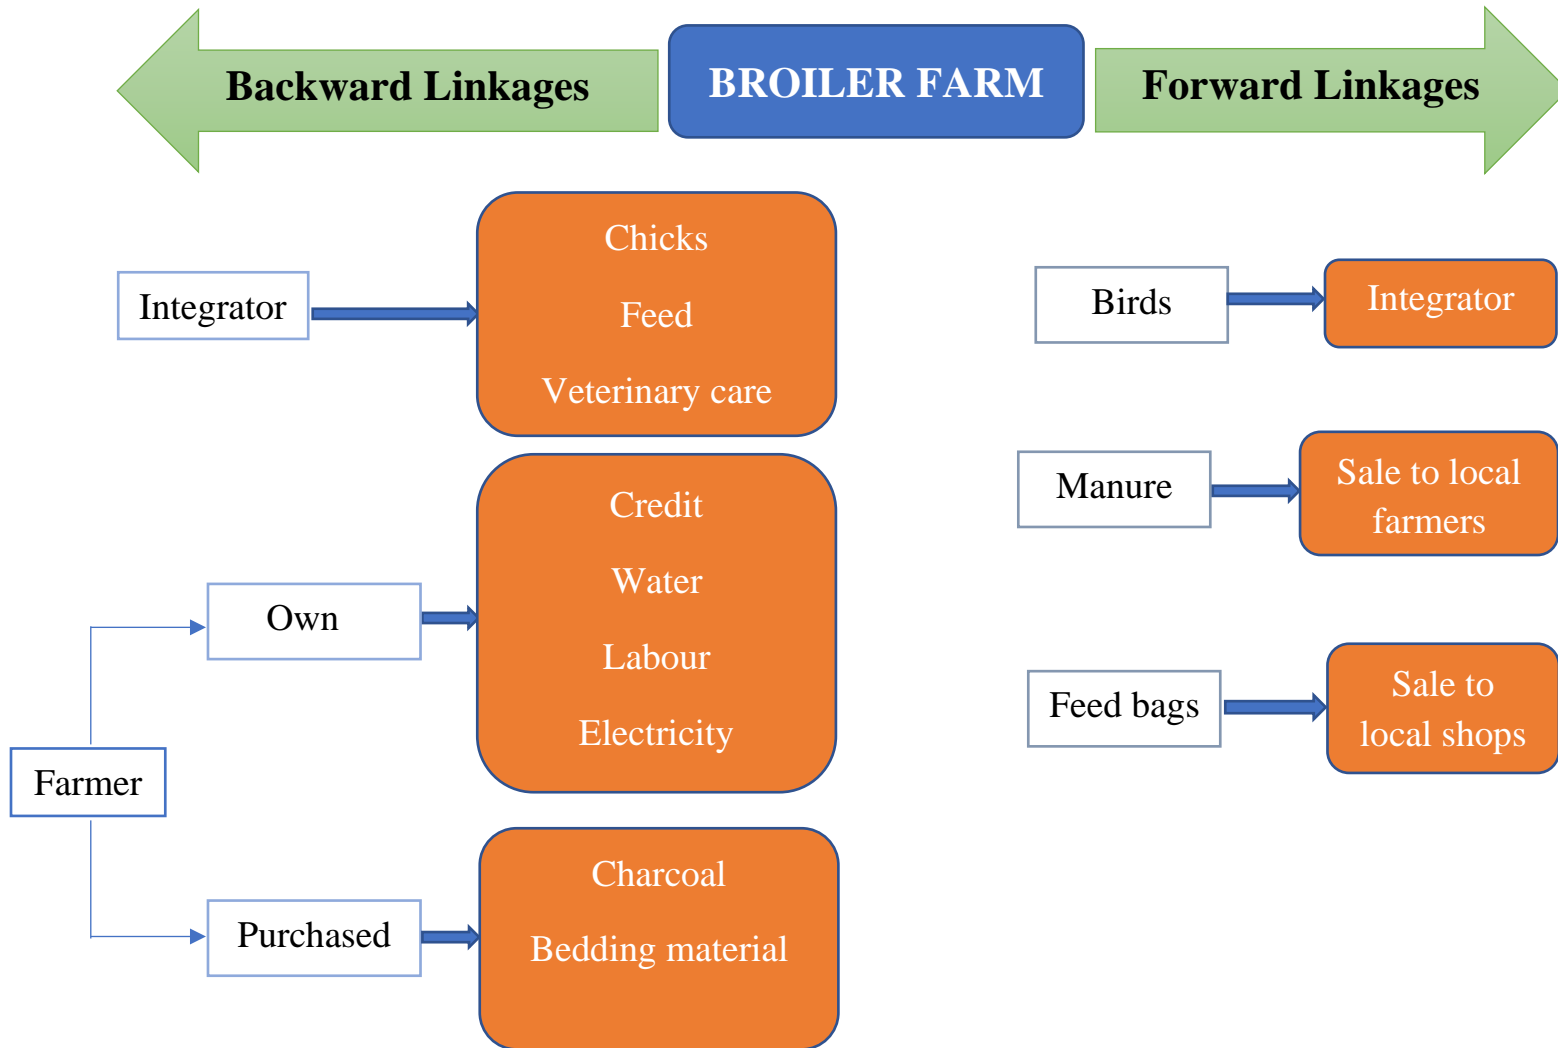 Backward Linkages
BROILER FARM
Forward Linkages
Integrator
Chicks
Feed
Veterinary care
Birds
Integrator
Manure
Sale to local
farmers
Own
Credit
Water
Labour
Electricity
Feed bags
Sale to
local shops
Farmer
Purchased
Charcoal
Bedding material